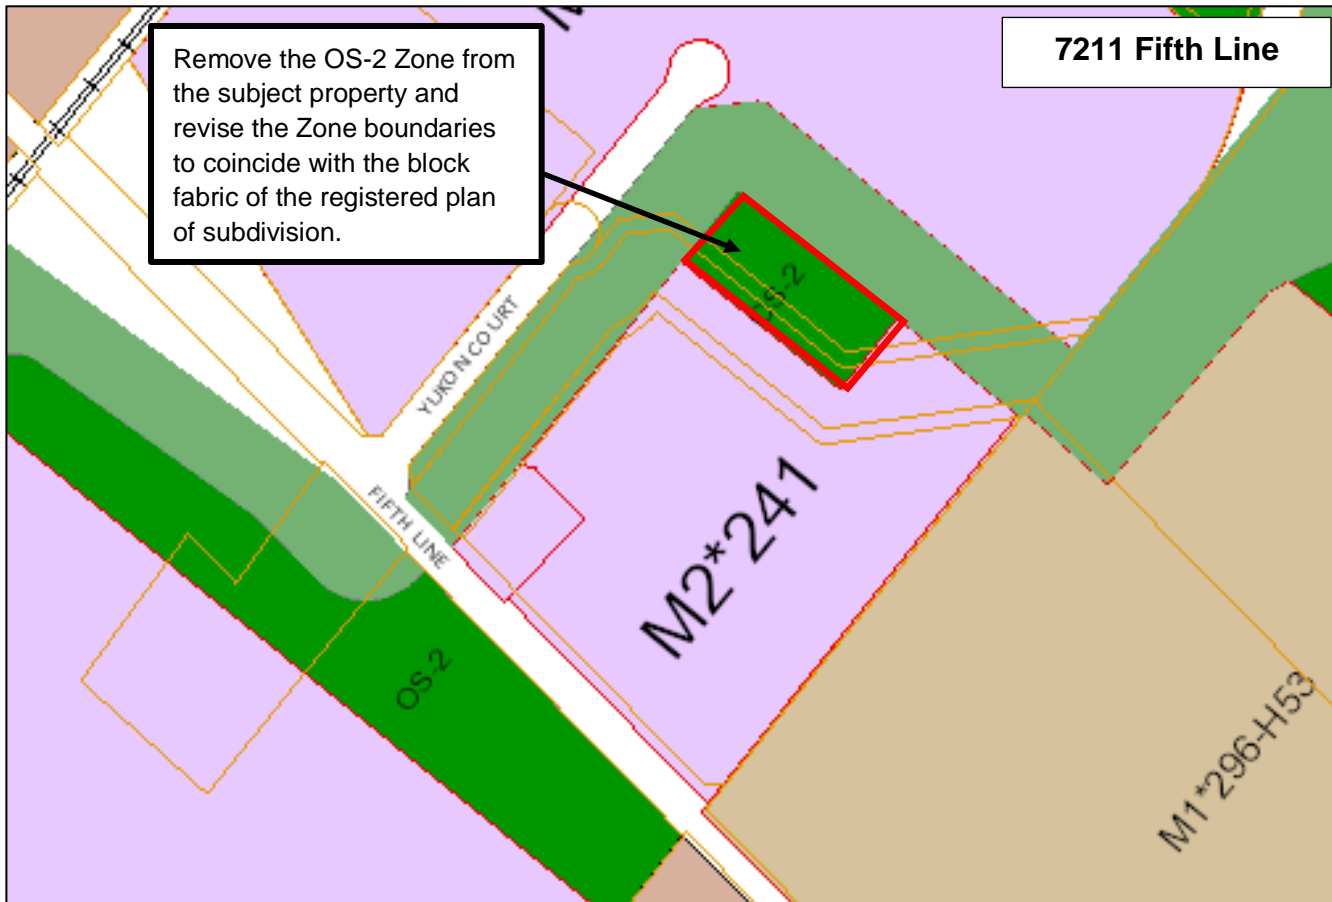 Remove the OS-2 Zone from
the subject property and
revise the Zone boundaries
to coincide with the block
fabric of the registered plan
of subdivision.
7211 Fifth Line
YUKON COURT
FIFTH LINE
OS-2
M2*241
OS-2
M1*296-H53